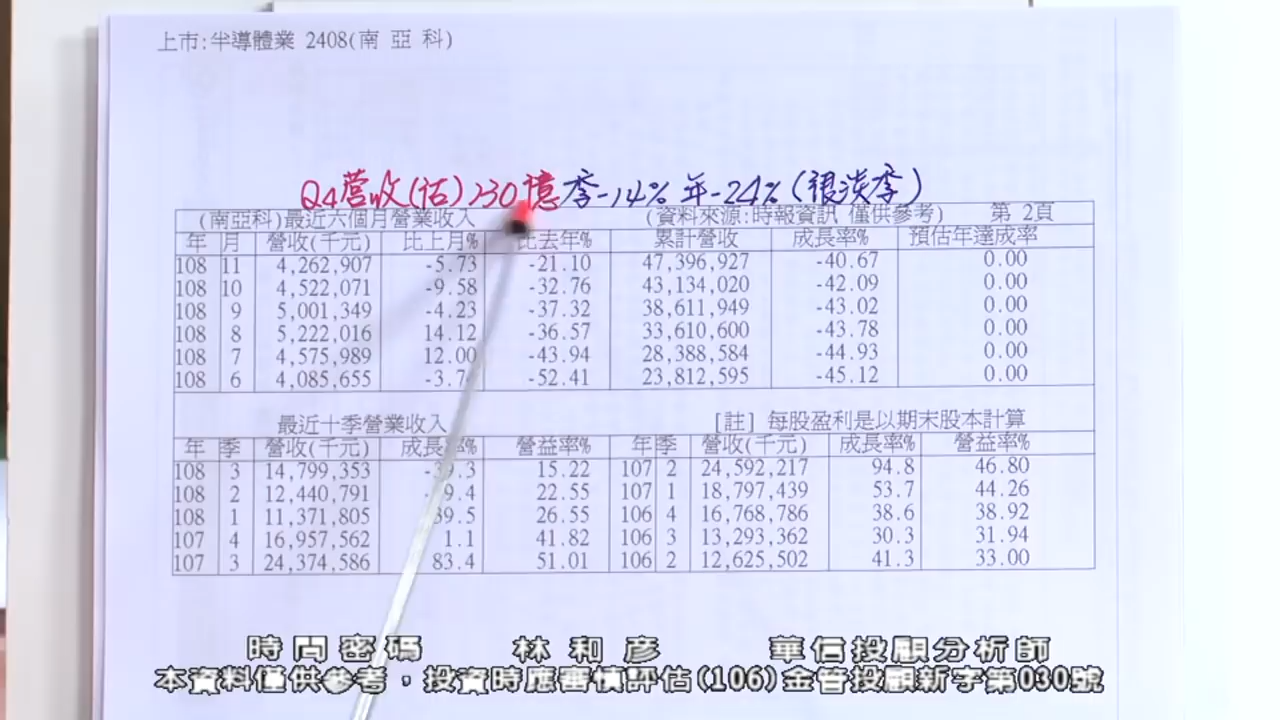 上市:半導體業 2408(南 亞 科)
Q4營收(估)130億 季-14% 年-24%(很淡季)
(南亞科)最近六個月營業收入 (資料來源:時報資訊 僅供參考) 第 2頁
年 月 營收(千元) 比上月% 比去年% 累計營收 成長率% 預估年達成率
108 11 4,262,907 -5.73 -21.10 47,396,927 -40.67 0.00
108 10 4,522,071 -9.58 -32.76 43,134,020 -42.09 0.00
108 9 5,001,349 -4.23 -37.32 38,611,949 -43.02 0.00
108 8 5,222,016 14.12 -36.57 33,610,600 -43.78 0.00
108 7 4,575,989 12.00 -43.94 28,388,584 -44.93 0.00
108 6 4,085,655 -52.41 23,812,595 -45.12 0.00
最近十季營業收入 [註] 每股盈利是以期末股本計算
年 季 營收(千元) 成長率% 營益率% 年 季 營收(千元) 成長率% 營益率%
108 3 14,799,353 15.22 107 2 24,592,217 94.8 46.80
108 2 12,440,791 22.55 107 1 18,797,439 53.7 44.26
108 1 11,371,805 26.55 106 4 16,768,786 38.6 38.92
107 4 16,957,562 1.1 41.82 106 3 13,293,362 30.3 31.94
107 3 24,374,586 83.4 51.01 106 2 12,625,502 41.3 33.00
時間密碼 林和彥 華信投顧分析師
本資料僅供參考，投資時應審慎評估(106)金管投顧新字第030號